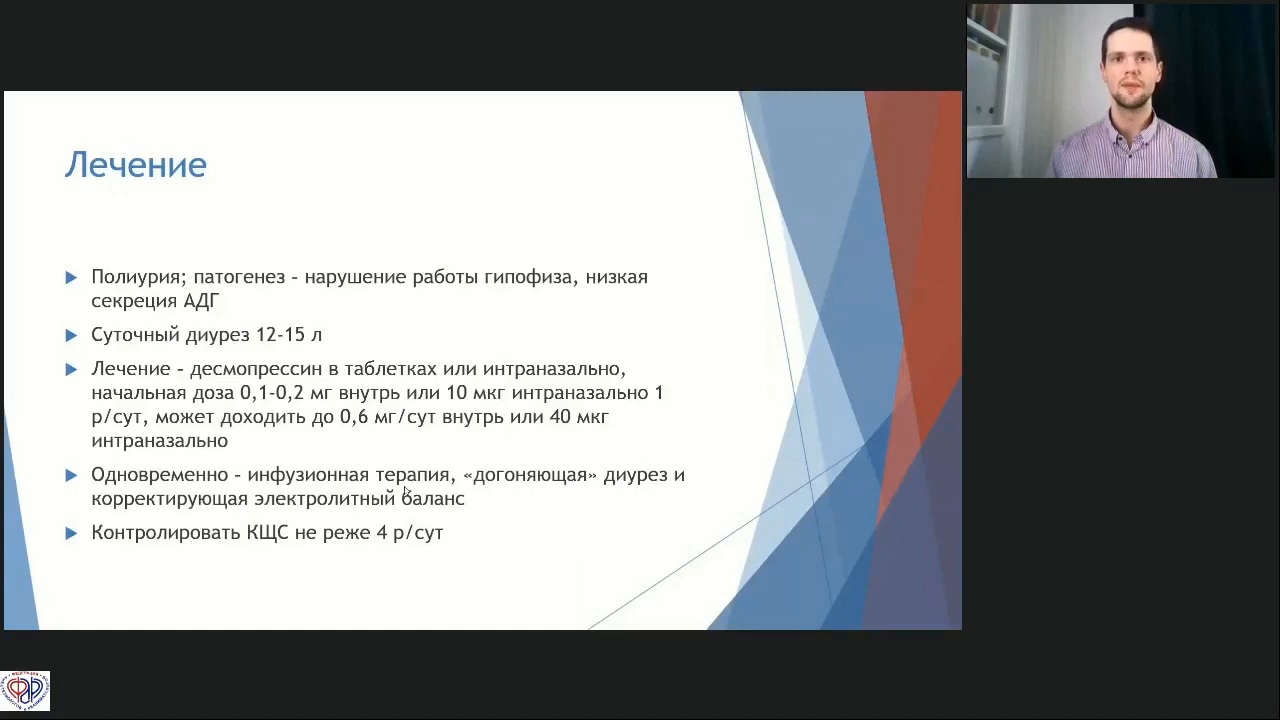 Лечение
Полиурия; патогенез – нарушение работы гипофиза, низкая
секреция АДГ
Суточный диурез 12-15 л
Лечение – десмопрессин в таблетках или интраназально,
начальная доза 0,1-0,2 мг внутрь или 10 мкг интраназально 1
р/сут, может доходить до 0,6 мг/сут внутрь или 40 мкг
интраназально
Одновременно – инфузионная терапия, «догоняющая» диурез и
корректирующая электролитный баланс
Контролировать КЩС не реже 4 р/сут